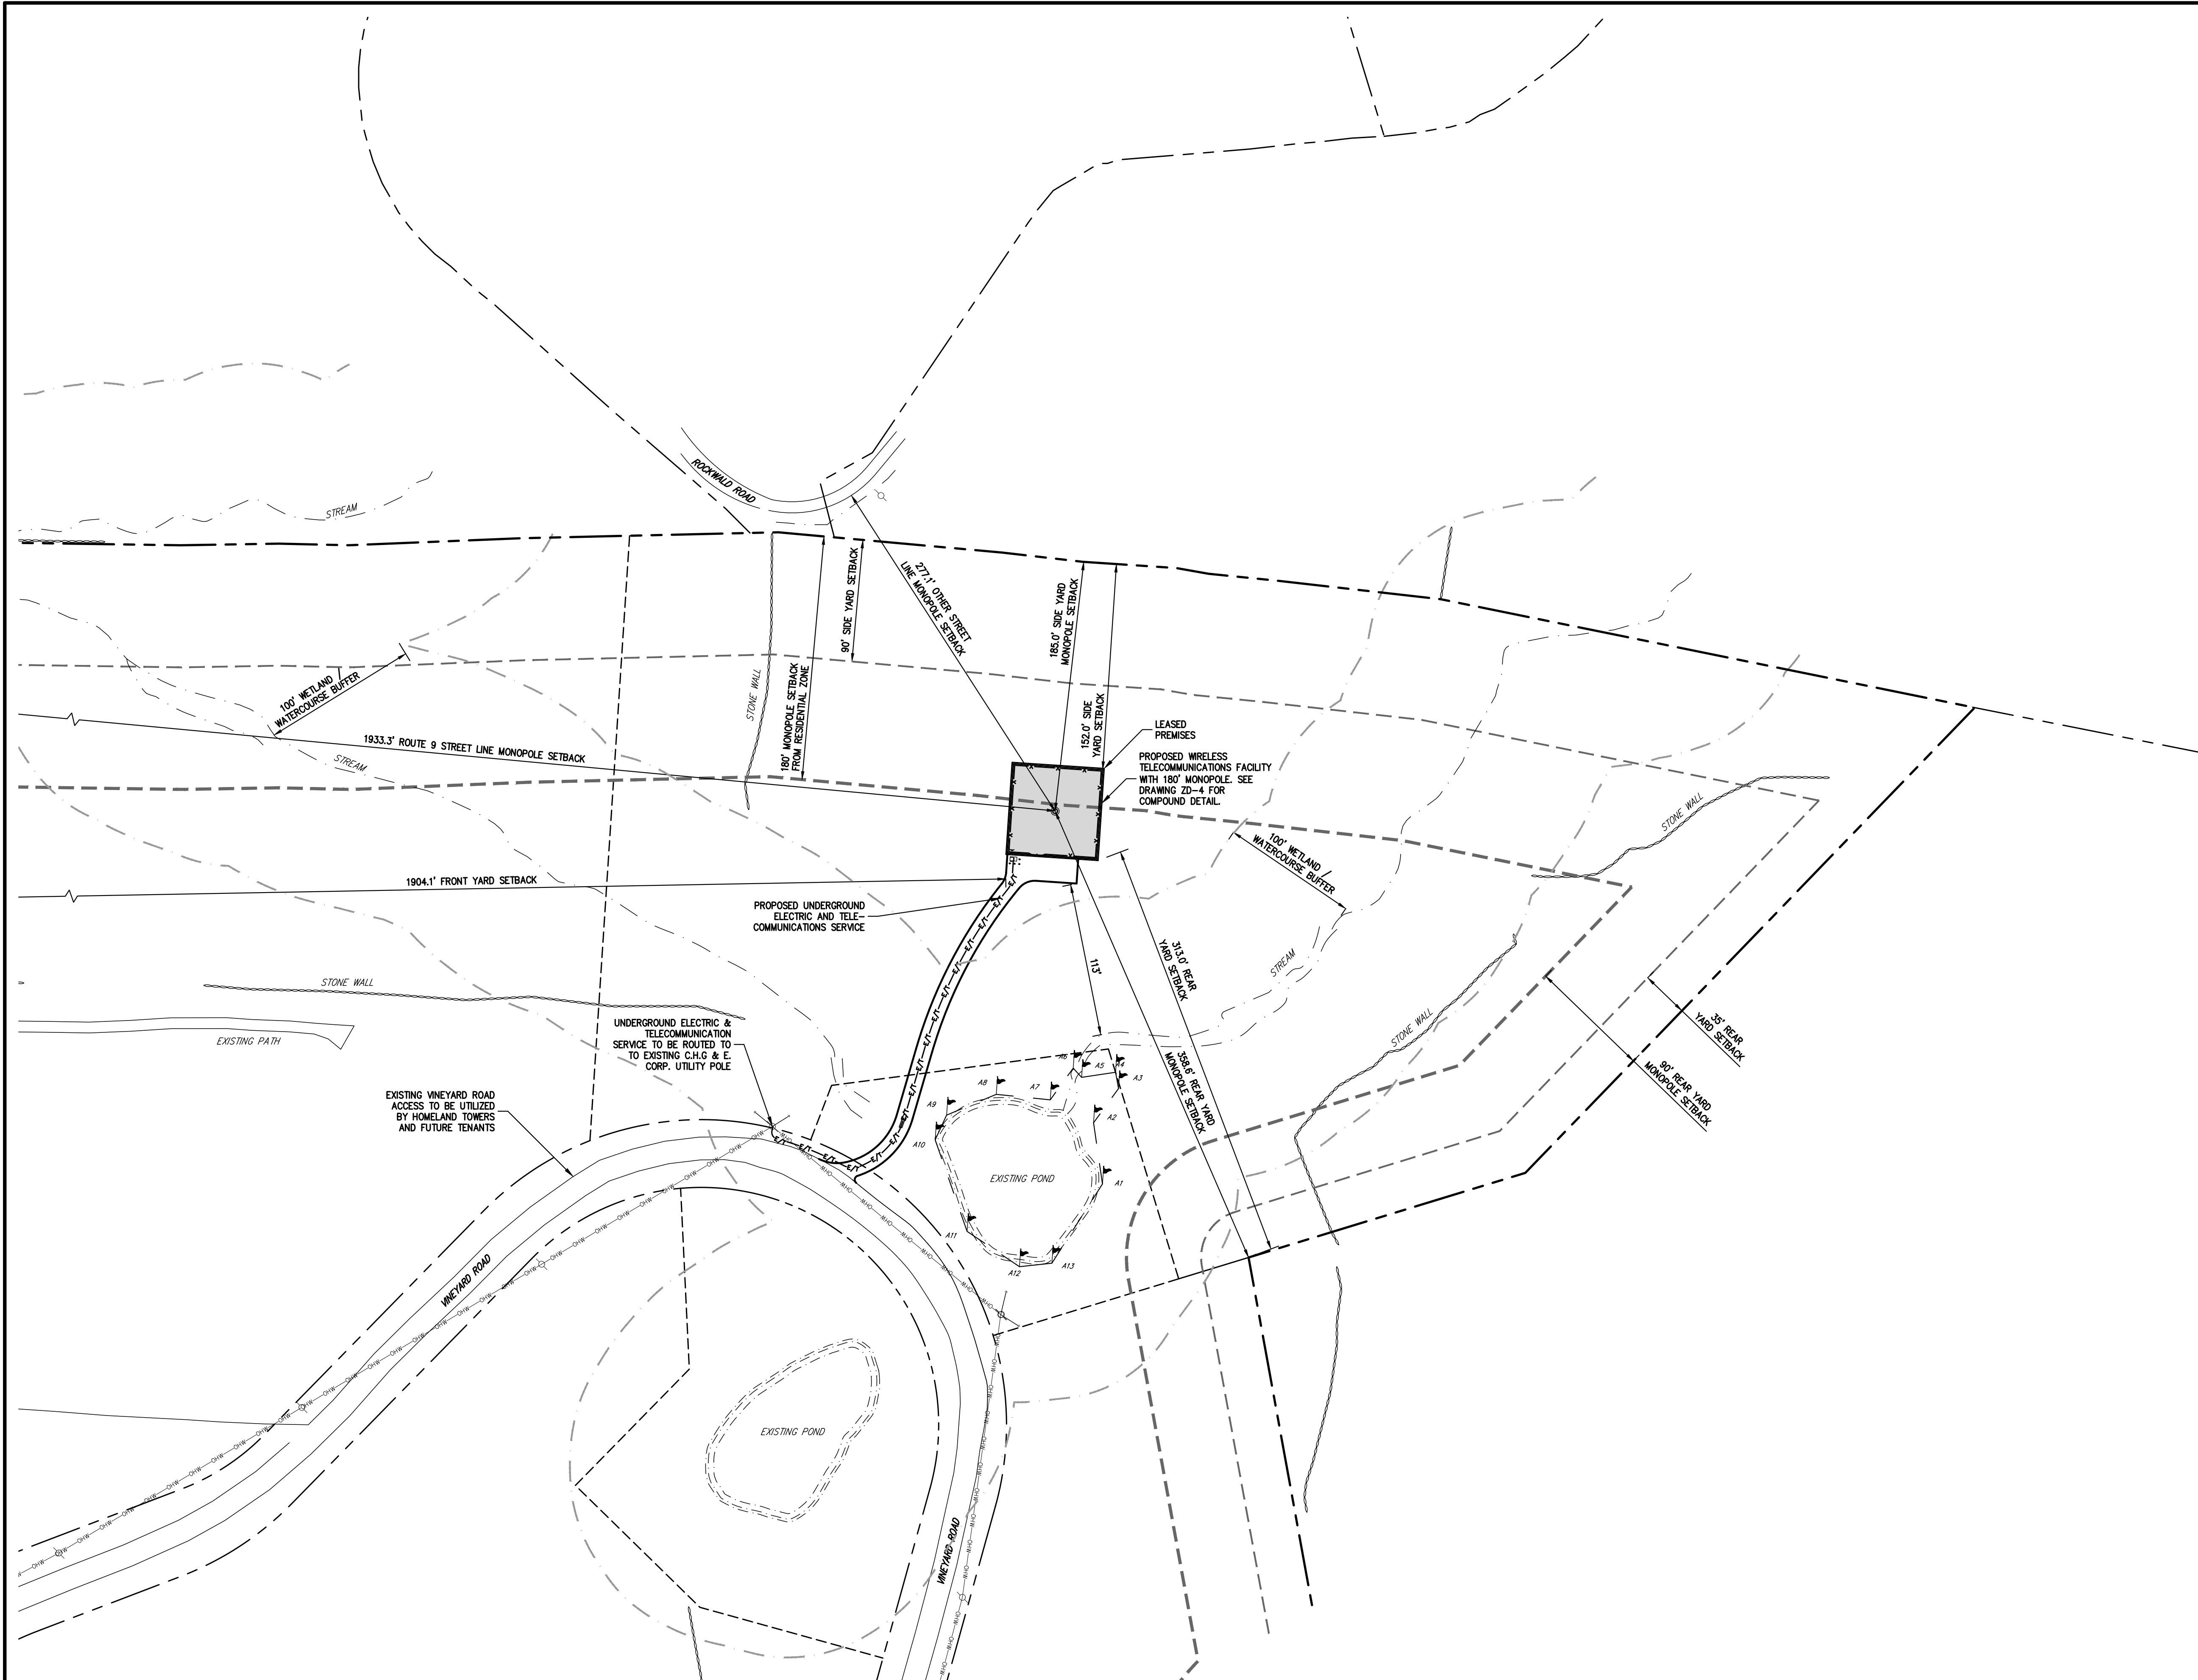 ROCKWALD ROAD
STREAM
277.1' OTHER STREET
LINE MONOPOLE SETBACK
90' SIDE YARD SETBACK
185.0' SIDE YARD
MONOPOLE SETBACK
152.0' SIDE
YARD SETBACK
180' MONOPOLE SETBACK
FROM RESIDENTIAL ZONE
STONE WALL
100' WETLAND /
WATERCOURSE BUFFER
1933.3' ROUTE 9 STREET LINE MONOPOLE SETBACK
STREAM
LEASED
PREMISES
PROPOSED WIRELESS
TELECOMMUNICATIONS FACILITY
WITH 180' MONOPOLE. SEE
DRAWING ZD-4 FOR
COMPOUND DETAIL.
STONE WALL
100' WETLAND /
WATERCOURSE BUFFER
1904.1' FRONT YARD SETBACK
PROPOSED UNDERGROUND
ELECTRIC AND TELE-
COMMUNICATIONS SERVICE
113'
313.0' REAR
YARD SETBACK
STREAM
STONE WALL
STONE WALL
EXISTING PATH
UNDERGROUND ELECTRIC &
TELECOMMUNICATION
SERVICE TO BE ROUTED TO
TO EXISTING C.H.G & E.
CORP. UTILITY POLE
358.6' REAR YARD
MONOPOLE SETBACK
35' REAR
YARD SETBACK
90' REAR YARD
MONOPOLE SETBACK
EXISTING VINEYARD ROAD
ACCESS TO BE UTILIZED
BY HOMELAND TOWERS
AND FUTURE TENANTS
A6
A5
A4
A3
A8
A7
A9
A2
A10
EXISTING POND
A1
A11
A12
A13
VINEYARD ROAD
EXISTING POND
VINEYARD ROAD
E/T
OHW